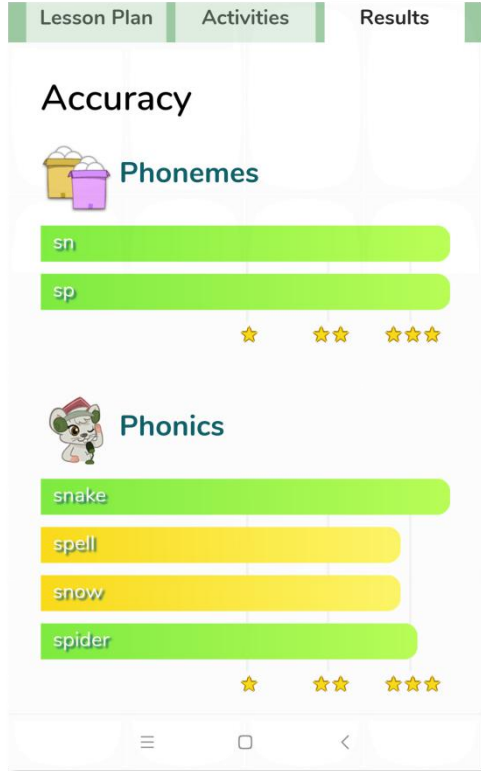 Lesson Plan Activities Results
Accuracy
Phonemes
sn
sp
Phonics
snake
spell
snow
spider